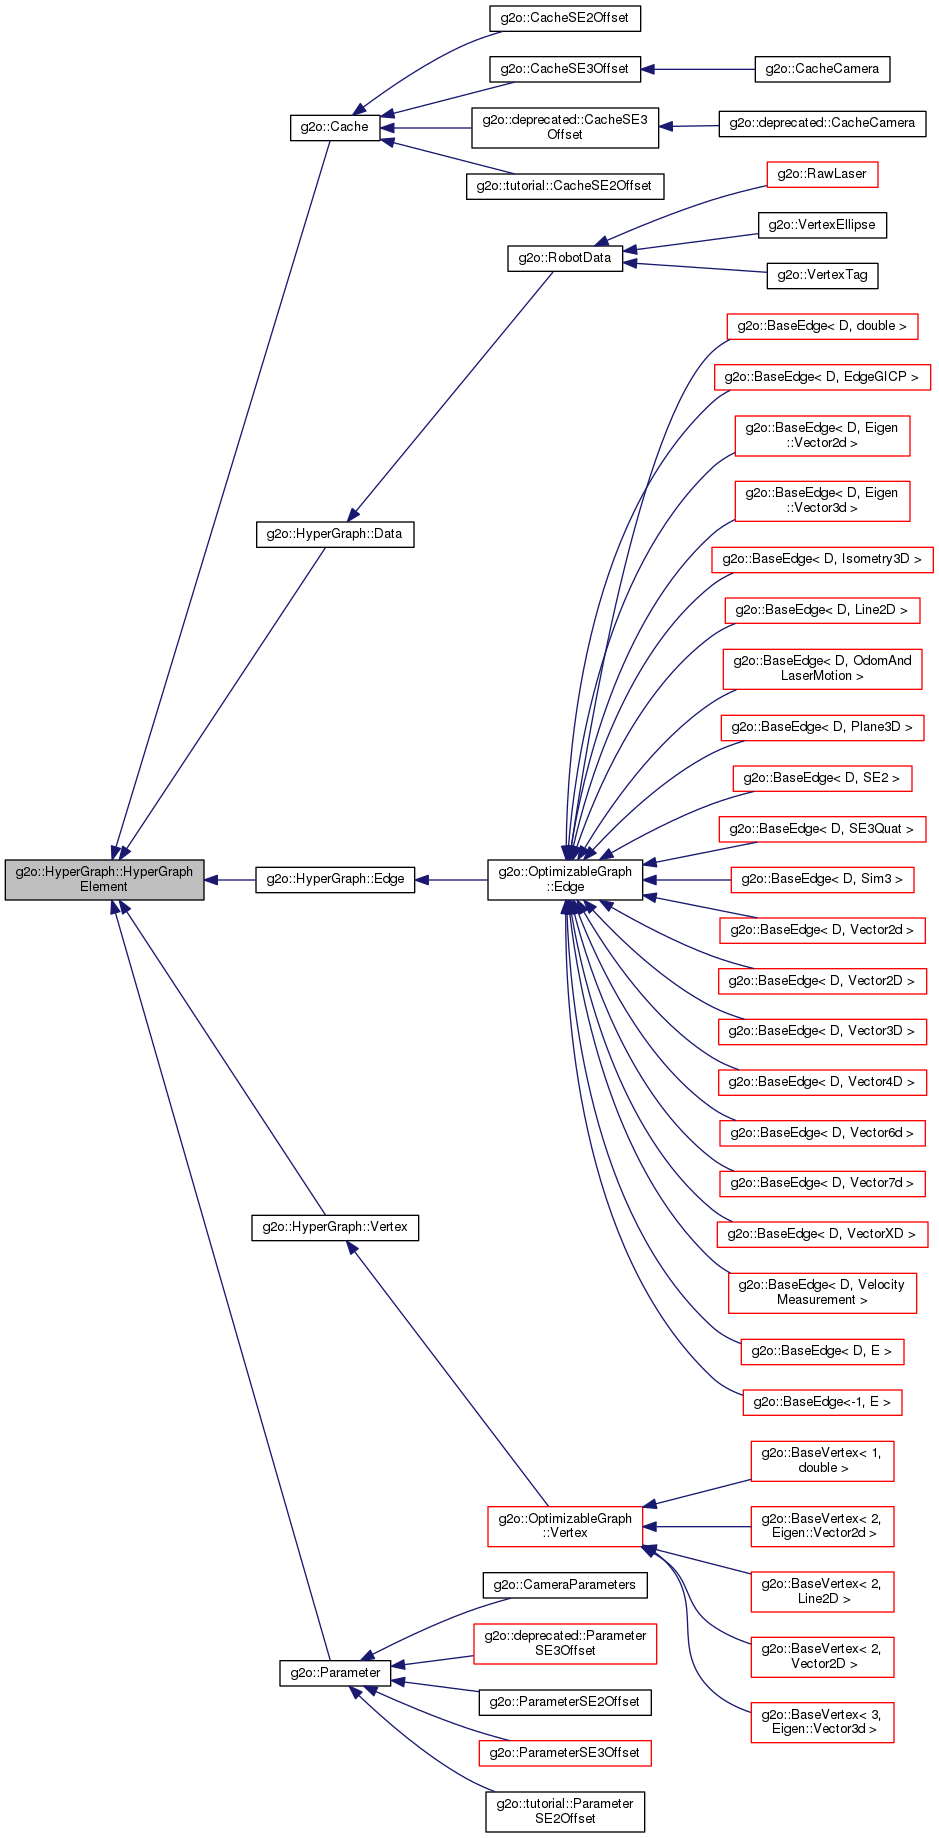 g2o::CacheSE2Offset
g2o::CacheSE3Offset
g2o::CacheCamera
g2o::Cache
g2o::deprecated::CacheSE3
Offset
g2o::deprecated::CacheCamera
g2o::tutorial::CacheSE2Offset
g2o::RawLaser
g2o::VertexEllipse
g2o::RobotData
g2o::VertexTag
g2o::BaseEdge< D, double >
g2o::BaseEdge< D, EdgeGICP >
g2o::BaseEdge< D, Eigen
::Vector2d >
g2o::BaseEdge< D, Eigen
::Vector3d >
g2o::HyperGraph::Data
g2o::BaseEdge< D, Isometry3D >
g2o::BaseEdge< D, Line2D >
g2o::BaseEdge< D, OdomAnd
LaserMotion >
g2o::BaseEdge< D, Plane3D >
g2o::BaseEdge< D, SE2 >
g2o::BaseEdge< D, SE3Quat >
g2o::HyperGraph::HyperGraph
Element
g2o::HyperGraph::Edge
g2o::OptimizableGraph
::Edge
g2o::BaseEdge< D, Sim3 >
g2o::BaseEdge< D, Vector2d >
g2o::BaseEdge< D, Vector2D >
g2o::BaseEdge< D, Vector3D >
g2o::BaseEdge< D, Vector4D >
g2o::BaseEdge< D, Vector6d >
g2o::BaseEdge< D, Vector7d >
g2o::HyperGraph::Vertex
g2o::BaseEdge< D, VectorXD >
g2o::BaseEdge< D, Velocity
Measurement >
g2o::BaseEdge< D, E >
g2o::BaseEdge<-1, E >
g2o::BaseVertex< 1,
double >
g2o::OptimizableGraph
::Vertex
g2o::BaseVertex< 2,
Eigen::Vector2d >
g2o::BaseVertex< 2,
Line2D >
g2o::BaseVertex< 2,
Vector2D >
g2o::BaseVertex< 3,
Eigen::Vector3d >
g2o::CameraParameters
g2o::deprecated::Parameter
SE3Offset
g2o::Parameter
g2o::ParameterSE2Offset
g2o::ParameterSE3Offset
g2o::tutorial::Parameter
SE2Offset